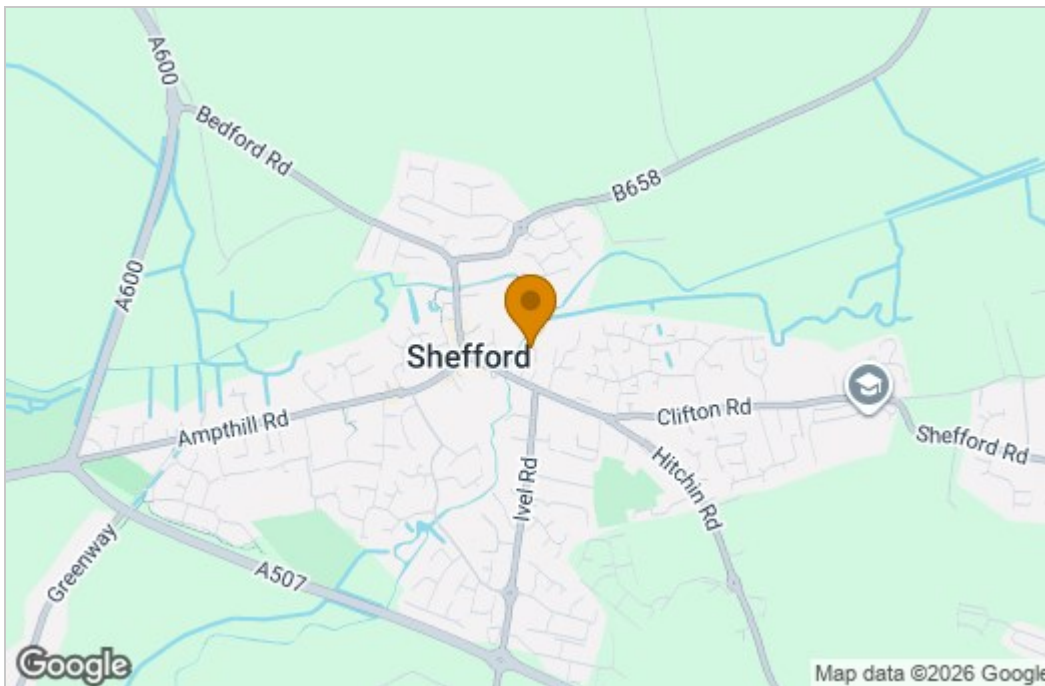 A600
Bedford Rd
B658
A600
Shefford
Ampthill Rd
Clifton Rd
Shefford Rd
Ivel Rd
Hitchin Rd
Greenway
A507
Google
Map data ©2026 Google